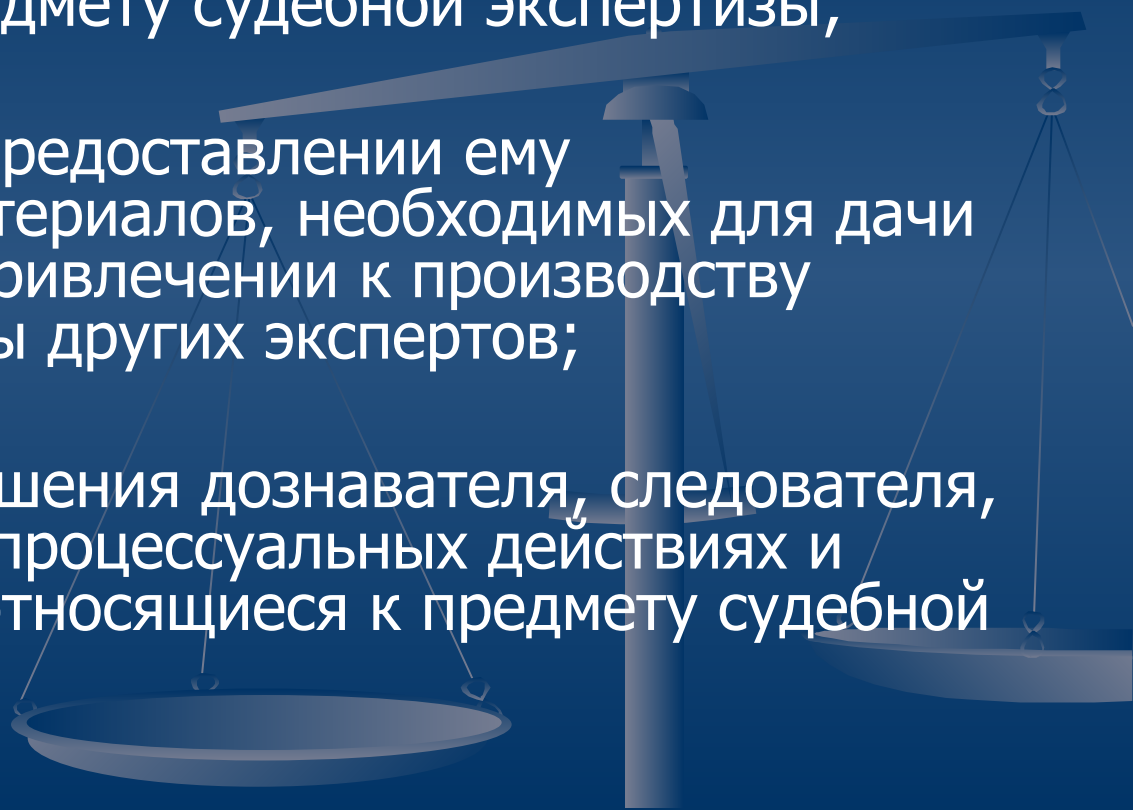 дмету судебной экспертизы;
редоставлении ему
териалов, необходимых для дачи
ривлечении к производству
ы других экспертов;
шения дознавателя, следователя,
процессуальных действиях и
тносящиеся к предмету судебной